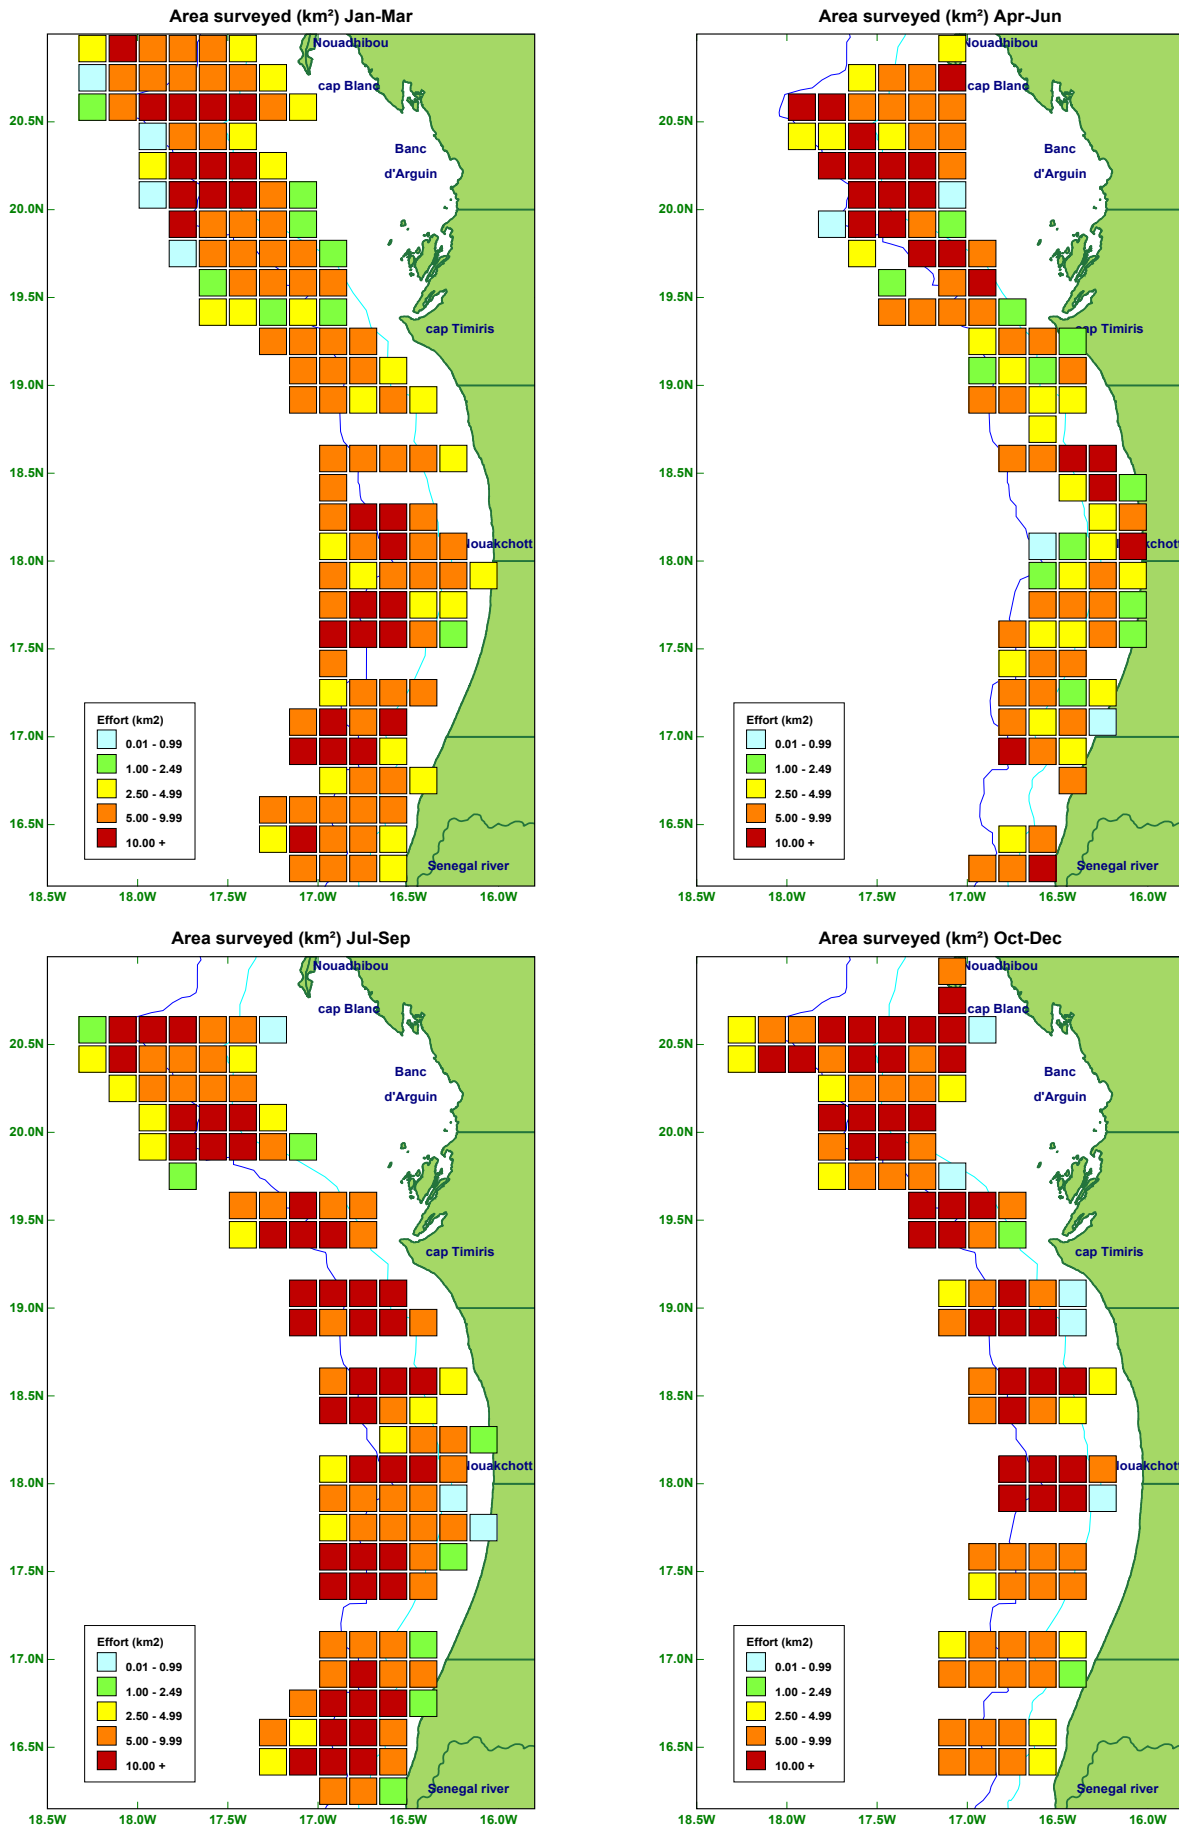 Area surveyed (km²) Jan-Mar
Nouadhibou
cap Blanc
20.5N
Banc
d'Arguin
20.0N
19.5N
cap Timiris
19.0N
18.5N
Nouakchott
18.0N
17.5N
Effort (km2)
0.01 - 0.99
1.00 - 2.49
2.50 - 4.99
5.00 - 9.99
10.00 +
17.0N
16.5N
Senegal river
18.5W 18.0W 17.5W 17.0W 16.5W 16.0W
Area surveyed (km²) Apr-Jun
Nouadhibou
cap Blanc
20.5N
Banc
d'Arguin
20.0N
19.5N
cap Timiris
19.0N
18.5N
kchott
18.0N
17.5N
Effort (km2)
0.01 - 0.99
1.00 - 2.49
2.50 - 4.99
5.00 - 9.99
10.00 +
17.0N
16.5N
Senegal river
18.5W 18.0W 17.5W 17.0W 16.5W 16.0W
Area surveyed (km²) Jul-Sep
Nouadhibou
cap Blanc
20.5N
Banc
d'Arguin
20.0N
19.5N
cap Timiris
19.0N
18.5N
Nouakchott
18.0N
17.5N
Effort (km2)
0.01 - 0.99
1.00 - 2.49
2.50 - 4.99
5.00 - 9.99
10.00 +
17.0N
16.5N
Senegal river
18.5W 18.0W 17.5W 17.0W 16.5W 16.0W
Area surveyed (km²) Oct-Dec
Nouadhibou
cap Blanc
20.5N
Banc
d'Arguin
20.0N
19.5N
cap Timiris
19.0N
18.5N
louakchott
18.0N
17.5N
Effort (km2)
0.01 - 0.99
1.00 - 2.49
2.50 - 4.99
5.00 - 9.99
10.00 +
17.0N
16.5N
Senegal river
18.5W 18.0W 17.5W 17.0W 16.5W 16.0W